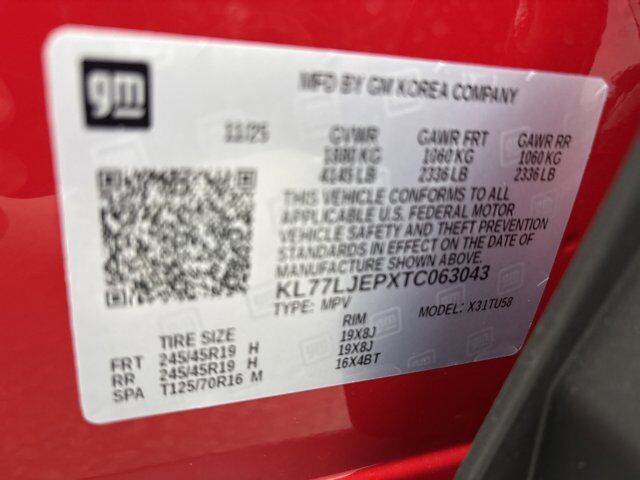 gm
MFD BY GM KOREA COMPANY
11/25 GVWR GAWR FRT GAWR RR
1880 KG 1060 KG 1060 KG
4145 LB 2336 LB 2336 LB
THIS VEHICLE CONFORMS TO ALL
APPLICABLE U.S. FEDERAL MOTOR
VEHICLE SAFETY AND THEFT PREVENTION
STANDARDS IN EFFECT ON THE DATE OF
MANUFACTURE SHOWN ABOVE.
KL77LJEPXTC063043
TYPE: MPV MODEL: X31TU58
TIRE SIZE RIM
FRT 245/45R19 H 19X8J
RR 245/45R19 H 19X8J
SPA T125/70R16 M 16X4BT